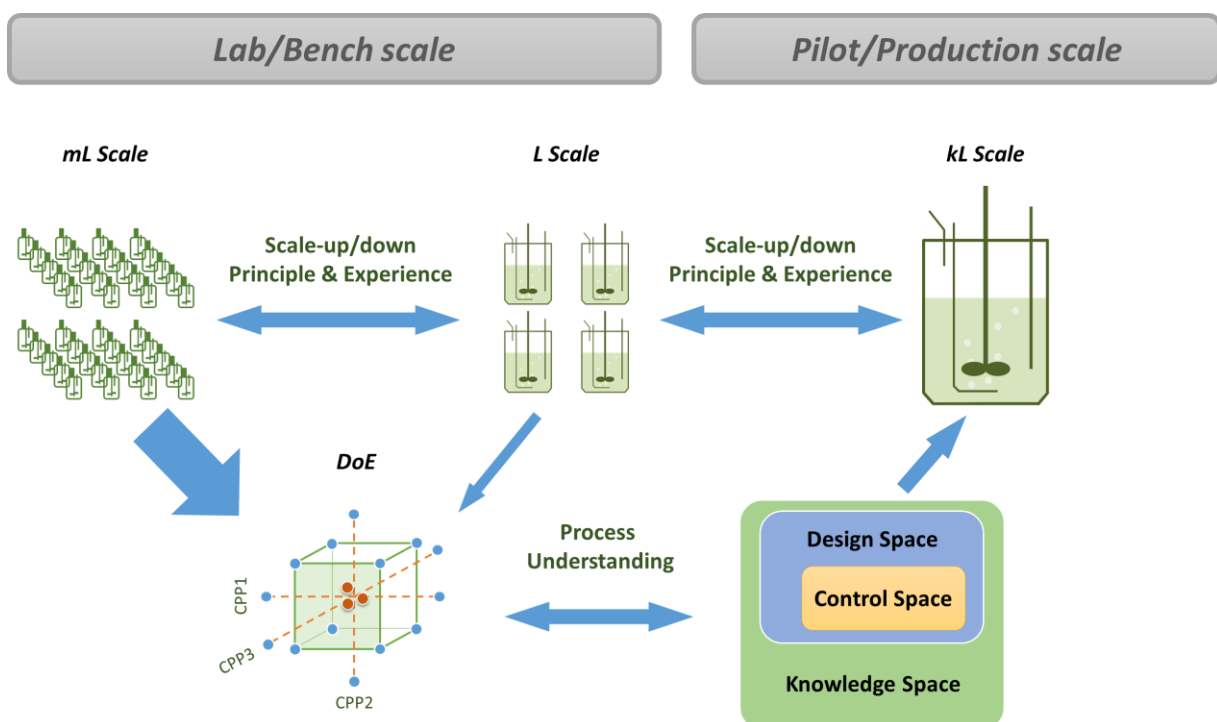 Lab/Bench scale
Pilot/Production scale
mL Scale
L Scale
kL Scale
Scale-up/down
Principle & Experience
Scale-up/down
Principle & Experience
DoE
CPP1
CPP3
CPP2
Process
Understanding
Design Space
Control Space
Knowledge Space